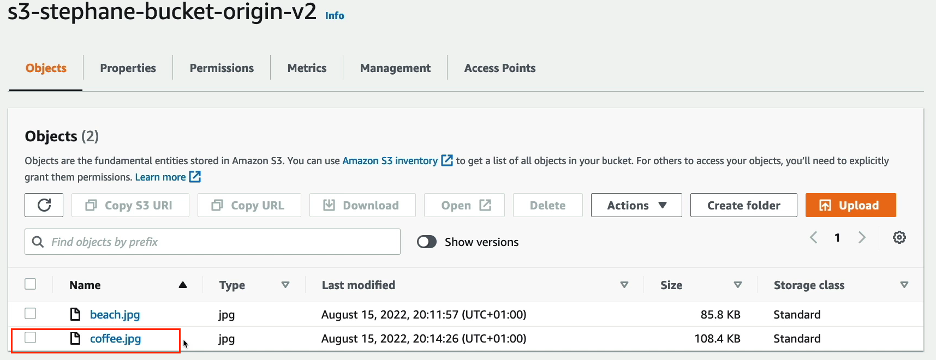 s3-stephane-bucket-origin-v2 Info
Objects Properties Permissions Metrics Management Access Points
Objects (2)
Objects are the fundamental entities stored in Amazon S3. You can use Amazon S3 inventory to get a list of all objects in your bucket. For others to access your objects, you'll need to explicitly
grant them permissions. Learn more
Copy S3 URI Copy URL Download Open Delete Actions Create folder Upload
Find objects by prefix Show versions 1
Name Type Last modified Size Storage class
beach.jpg jpg August 15, 2022, 20:11:57 (UTC+01:00) 85.8 KB Standard
coffee.jpg jpg August 15, 2022, 20:14:26 (UTC+01:00) 108.4 KB Standard